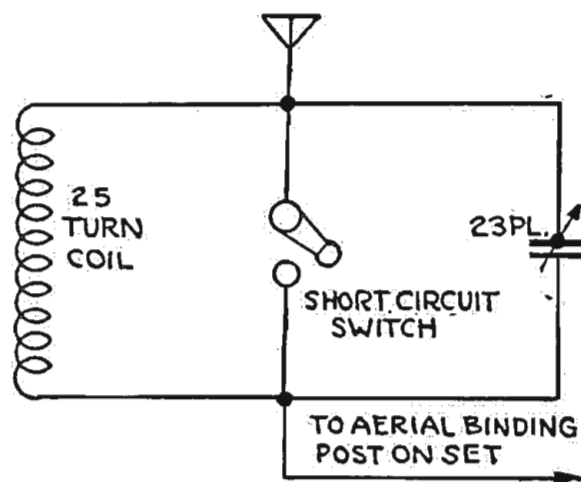 25
TURN
COIL
23PL.
SHORT CIRCUIT
SWITCH
TO AERIAL BINDING
POST ON SET